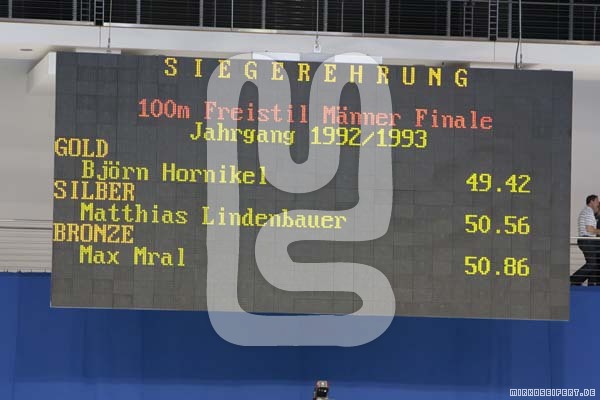 SIEGEREHRUNG
100m Freistil Männer Finale
Jahrgang 1992/1993
GOLD
Björn Hornikel 49.42
SILBER
Matthias Lindenbauer 50.56
BRONZE
Max Mral 50.86
MIRKOSEIFERT.DE